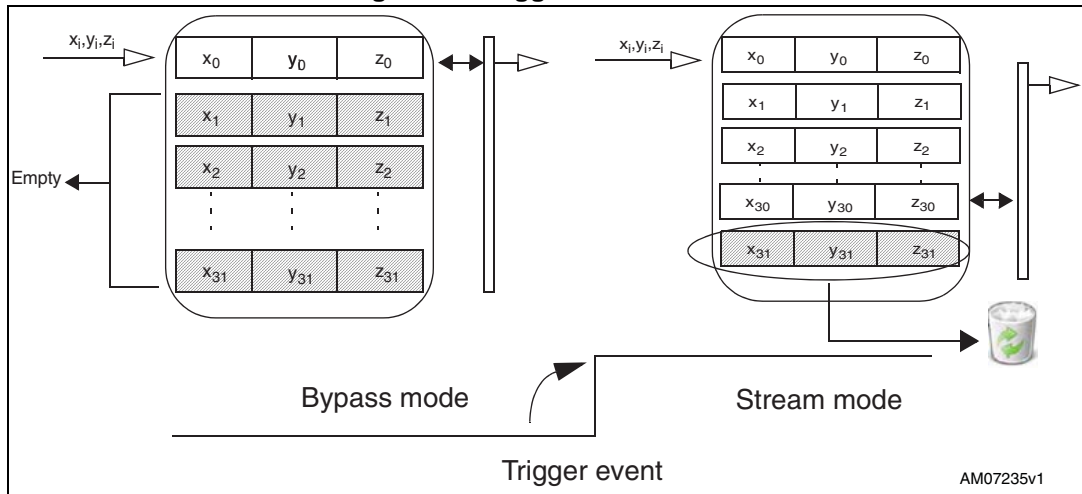 xᵢ,yᵢ,zᵢ
x₀ y₀ z₀
x₁ y₁ z₁
x₂ y₂ z₂
x₃₁ y₃₁ z₃₁
Empty
xᵢ,yᵢ,zᵢ
x₀ y₀ z₀
x₁ y₁ z₁
x₂ y₂ z₂
x₃₀ y₃₀ z₃₀
x₃₁ y₃₁ z₃₁
Bypass mode
Stream mode
Trigger event
AM07235v1